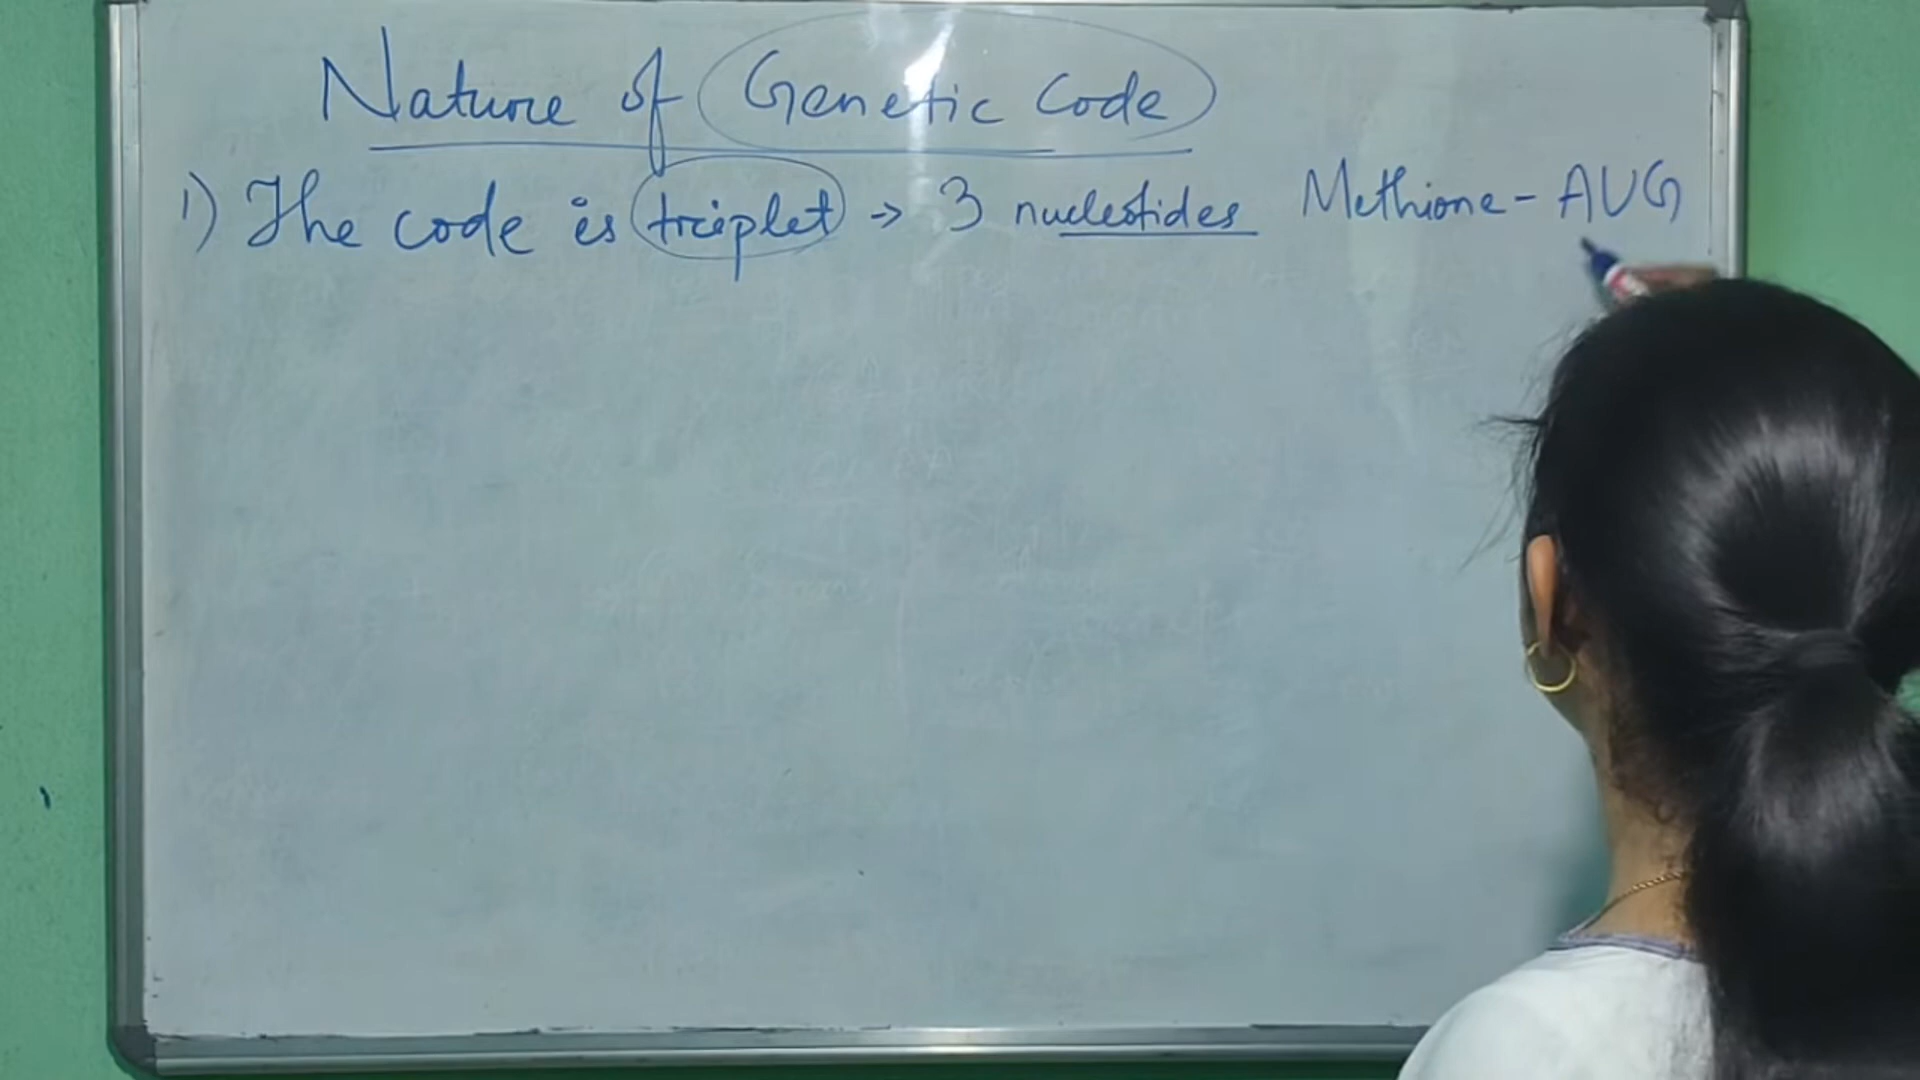 Nature of Genetic Code
1) The code is triplet -> 3 nucleotides Methione - AUG